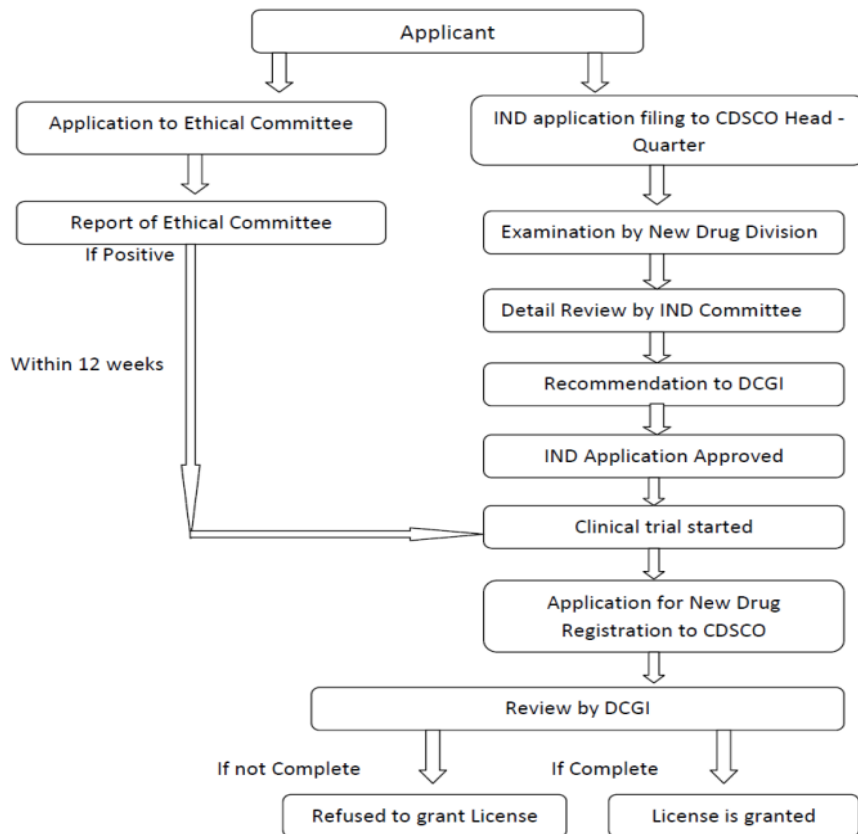 Applicant
Application to Ethical Committee
IND application filing to CDSCO Head -
Quarter
Report of Ethical Committee
If Positive
Examination by New Drug Division
Detail Review by IND Committee
Within 12 weeks
Recommendation to DCGI
IND Application Approved
Clinical trial started
Application for New Drug
Registration to CDSCO
Review by DCGI
If not Complete
If Complete
Refused to grant License
License is granted